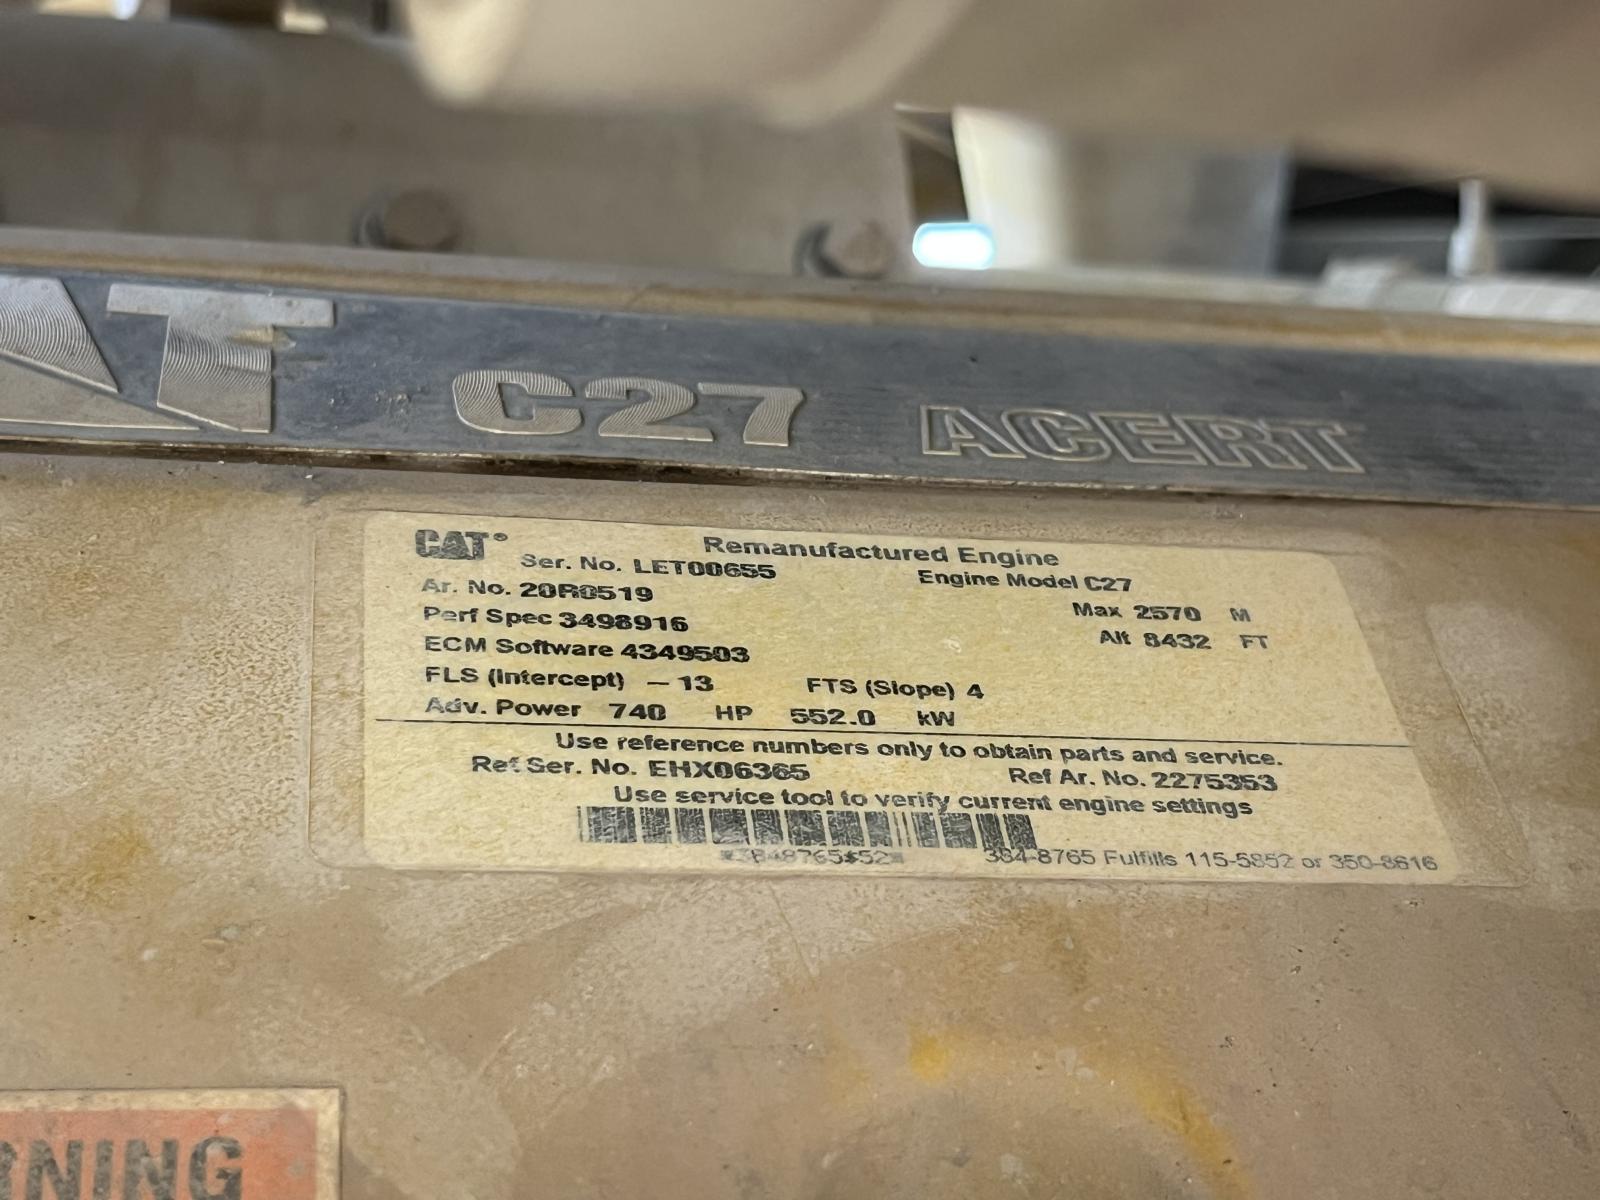 CAT C27 ACERT
CAT® Remanufactured Engine
Ser. No. LET00655 Engine Model C27
Ar. No. 20R0519 Max 2570 M
Perf Spec 3498916 Alt 8432 FT
ECM Software 4349503
FLS (Intercept) – 13 FTS (Slope) 4
Adv. Power 740 HP 552.0 kW
Use reference numbers only to obtain parts and service.
Ref Ser. No. EHX06365 Ref Ar. No. 2275353
Use service tool to verify current engine settings
384-8765 Fulfills 115-5852 or 350-8616
RNING